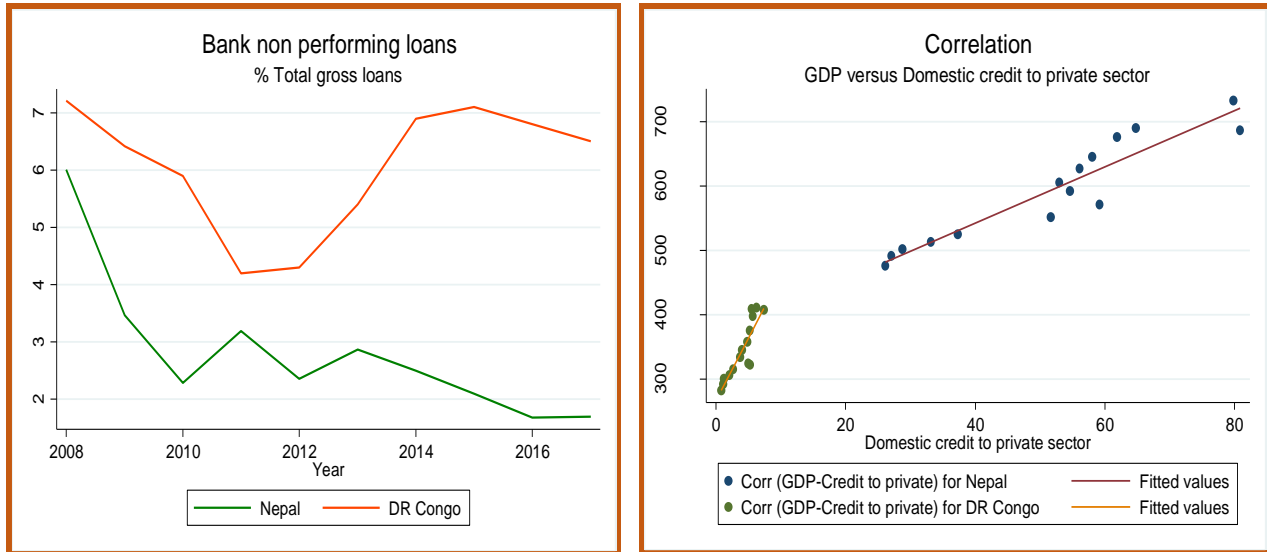 Bank non performing loans
% Total gross loans
7
6
5
4
3
2
2008 2010 2012 2014 2016
Year
Nepal DR Congo
Correlation
GDP versus Domestic credit to private sector
700
600
500
400
300
0 20 40 60 80
Domestic credit to private sector
Corr (GDP-Credit to private) for Nepal Fitted values
Corr (GDP-Credit to private) for DR Congo Fitted values